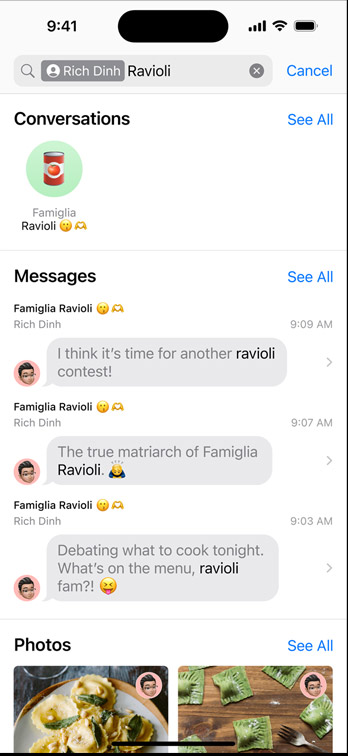 9:41
Rich Dinh Ravioli
Cancel
Conversations
See All
Famiglia
Ravioli 😗🫶
Messages
See All
Famiglia Ravioli 😗🫶
Rich Dinh
9:09 AM
I think it’s time for another ravioli
contest!
Famiglia Ravioli 😗🫶
Rich Dinh
9:07 AM
The true matriarch of Famiglia
Ravioli. 🙇
Famiglia Ravioli 😗🫶
Rich Dinh
9:03 AM
Debating what to cook tonight.
What’s on the menu, ravioli
fam?! 😝
Photos
See All